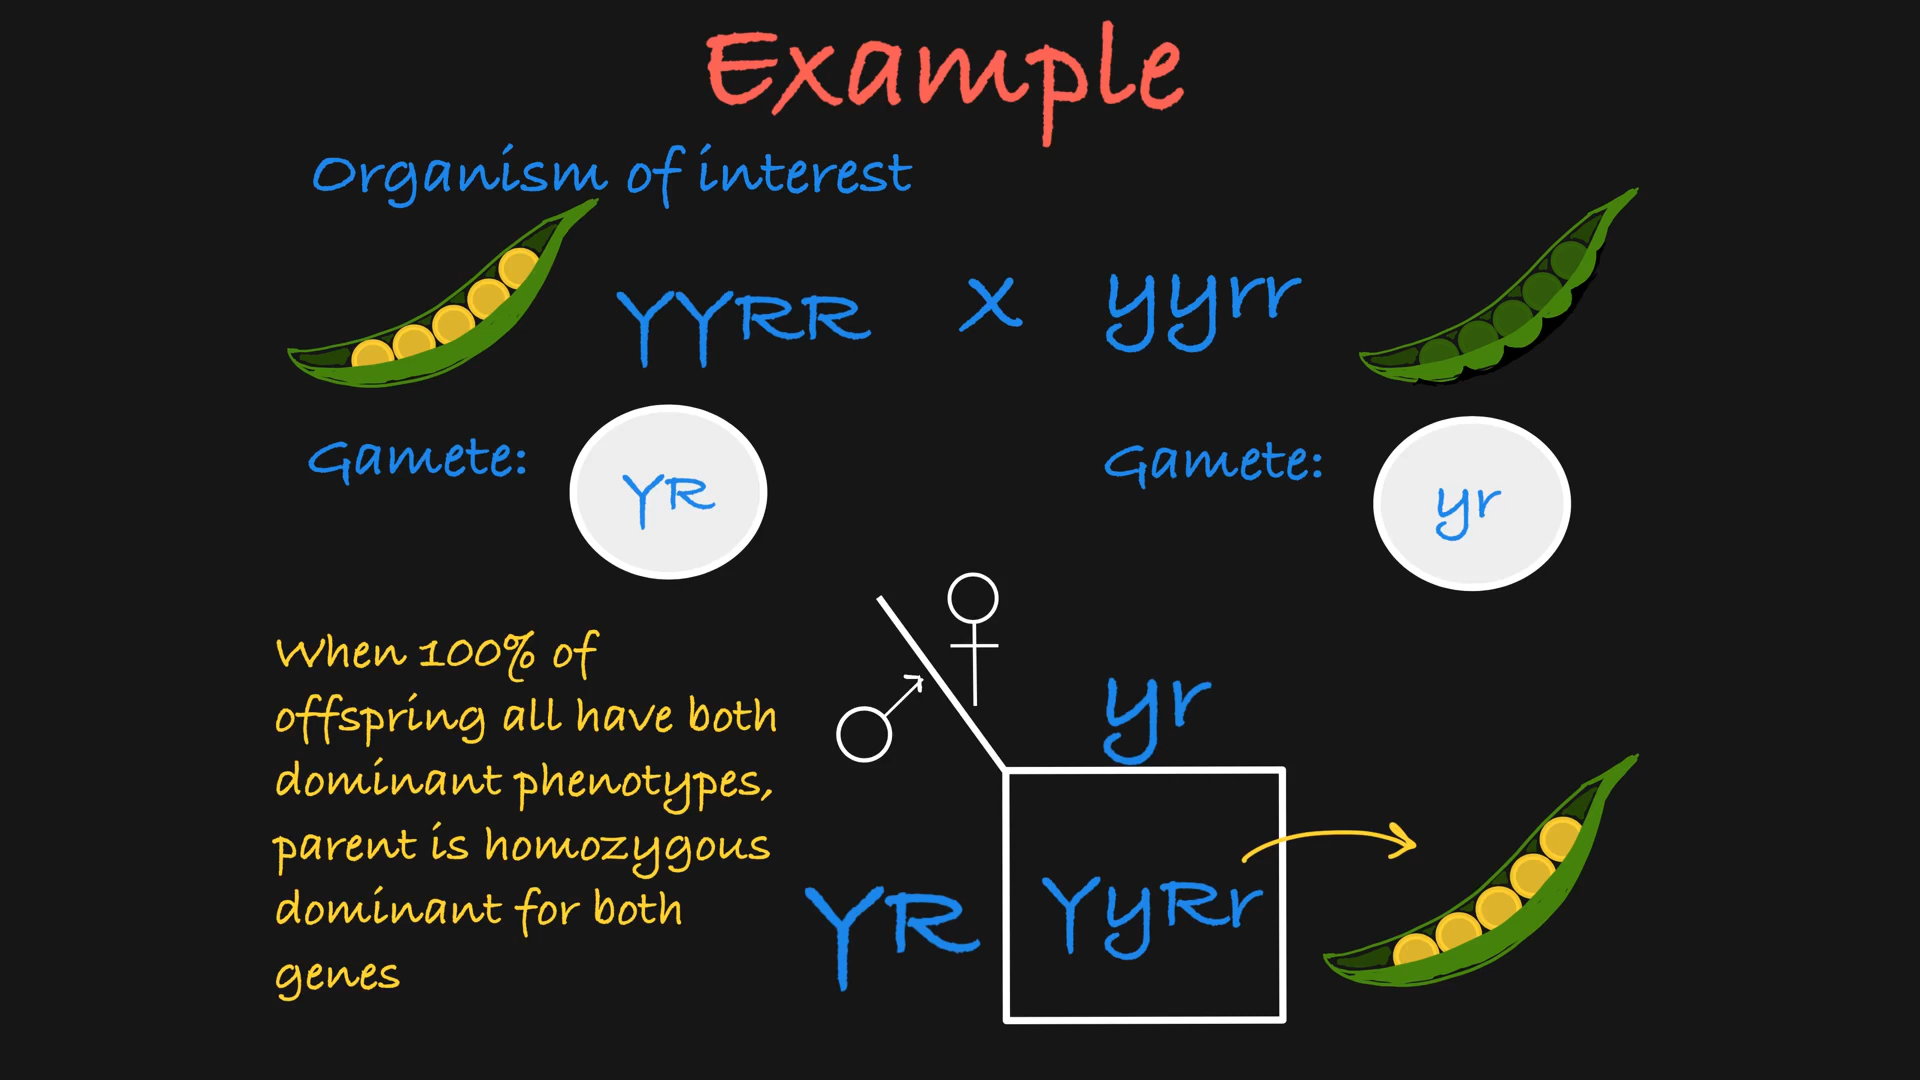 Example
Organism of interest
YYRR x yyrr
Gamete: YR
Gamete: yr
When 100% of
offspring all have both
dominant phenotypes,
parent is homozygous
dominant for both
genes
yr
YR
YyRr